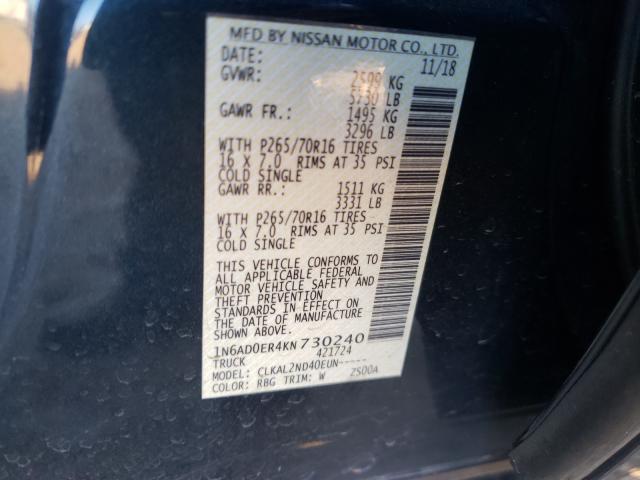 MFD BY NISSAN MOTOR CO., LTD.
DATE: 11/18
GVWR: KG
5730 LB
GAWR FR.: 1495 KG
3296 LB
WITH P265/70R16 TIRES
16 X 7.0 RIMS AT 35 PSI
COLD SINGLE
GAWR RR.: 1511 KG
3331 LB
WITH P265/70R16 TIRES
16 X 7.0 RIMS AT 35 PSI
COLD SINGLE
THIS VEHICLE CONFORMS TO
ALL APPLICABLE FEDERAL
MOTOR VEHICLE SAFETY AND
THEFT PREVENTION
STANDARDS IN EFFECT ON
THE DATE OF MANUFACTURE
SHOWN ABOVE.
1N6AD0ER4KN730240
TRUCK 421724
MODEL: CLKAL2ND40EUN-----
COLOR: RBG TRIM: W 2S00A